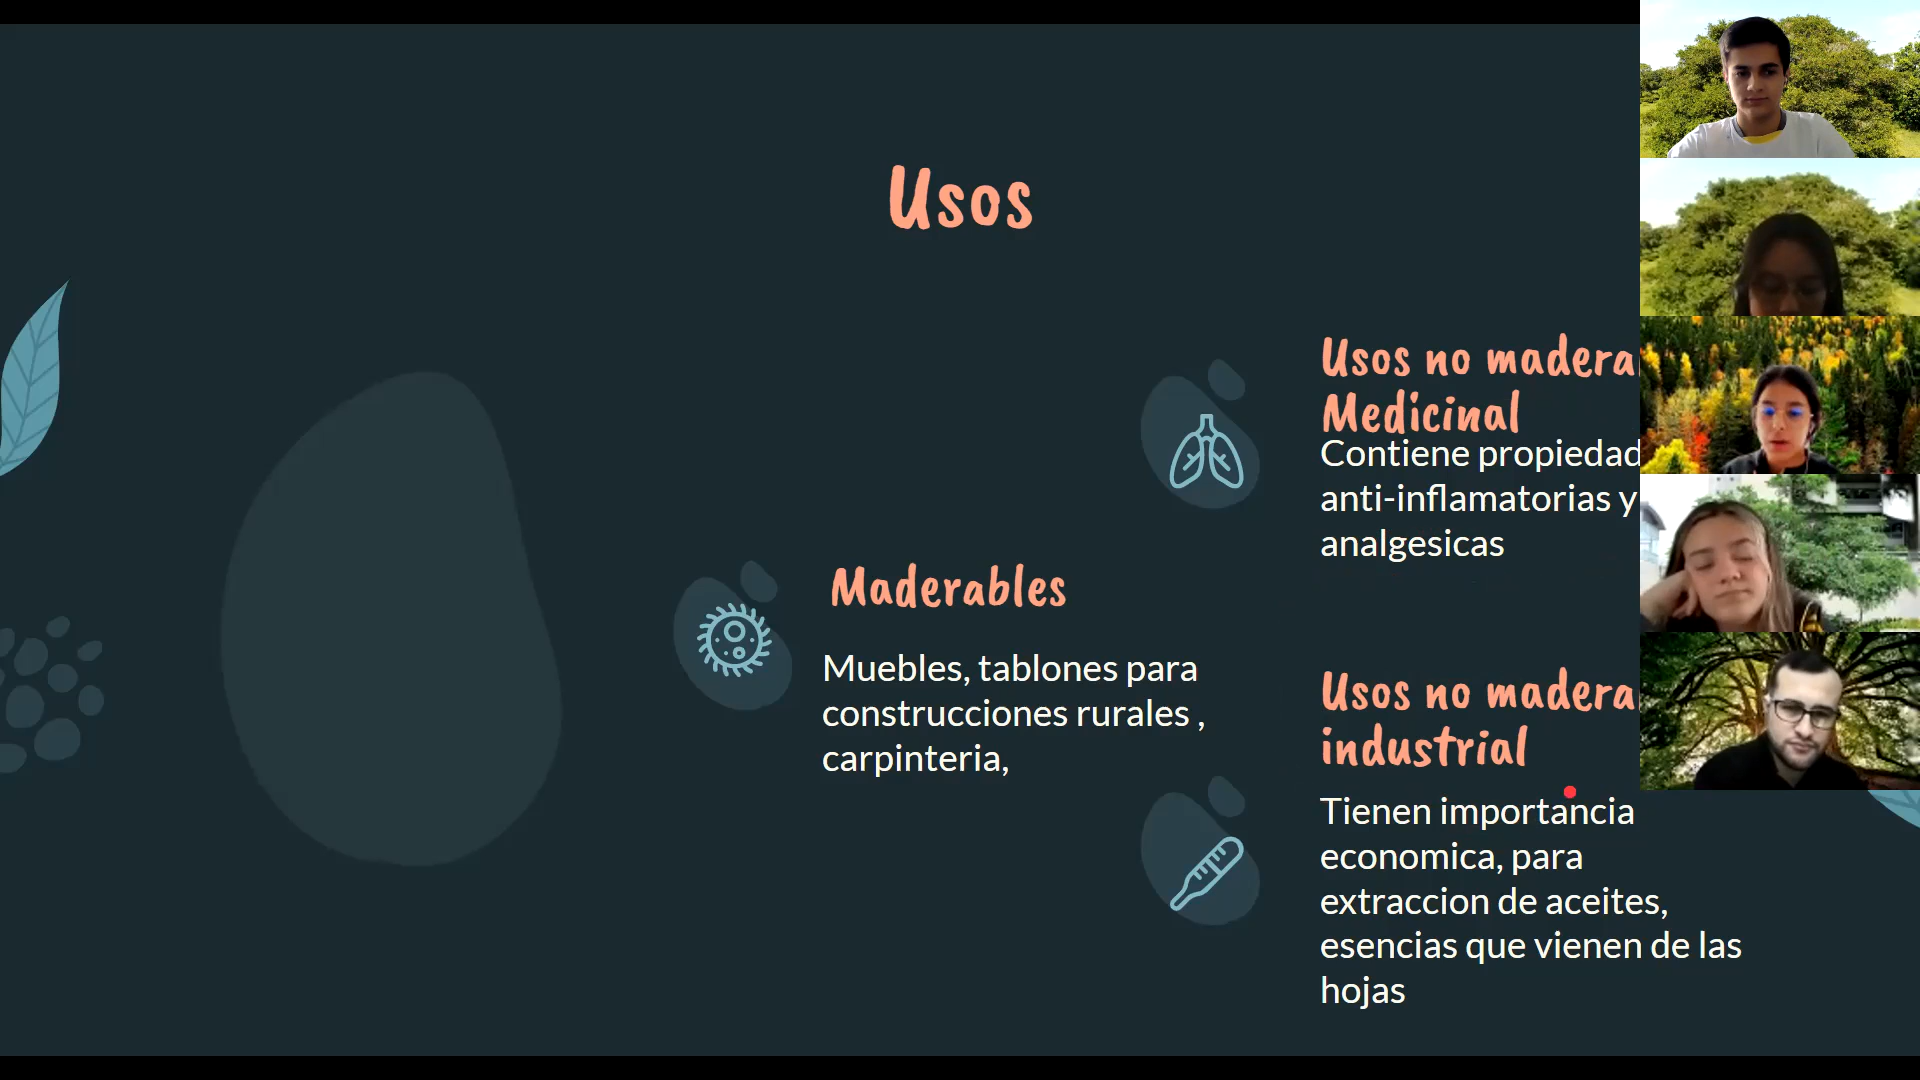 Usos
Usos no madera
Medicinal
Contiene propiedad
anti-inflamatorias y
analgesicas
Maderables
Muebles, tablones para
construcciones rurales ,
carpinteria,
Usos no madera
industrial
Tienen importancia
economica, para
extraccion de aceites,
esencias que vienen de las
hojas